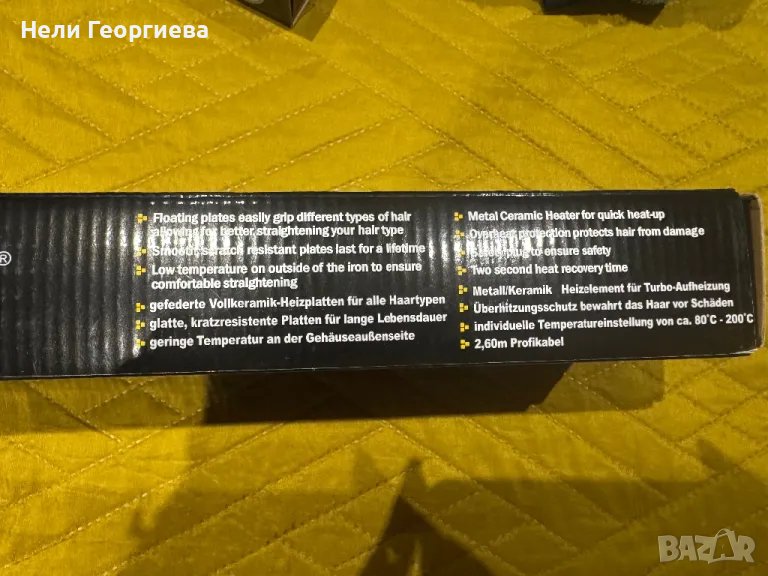 Нели Георгиева
®
Floating plates easily grip different types of hair
allowing for better straightening your hair type
Smooth scratch resistant plates last for a lifetime
Low temperature on outside of the iron to ensure
comfortable straightening
gefederte Vollkeramik-Heizplatten für alle Haartypen
glatte, kratzresistente Platten für lange Lebensdauer
geringe Temperatur an der Gehäuseaußenseite
Metal Ceramic Heater for quick heat-up
Overheat protection protects hair from damage
plug to ensure safety
Two second heat recovery time
Metall/Keramik Heizelement für Turbo-Aufheizung
Überhitzungsschutz bewahrt das Haar vor Schäden
individuelle Temperatureinstellung von ca. 80°C - 200°C
2,60m Profikabel
BAZAR